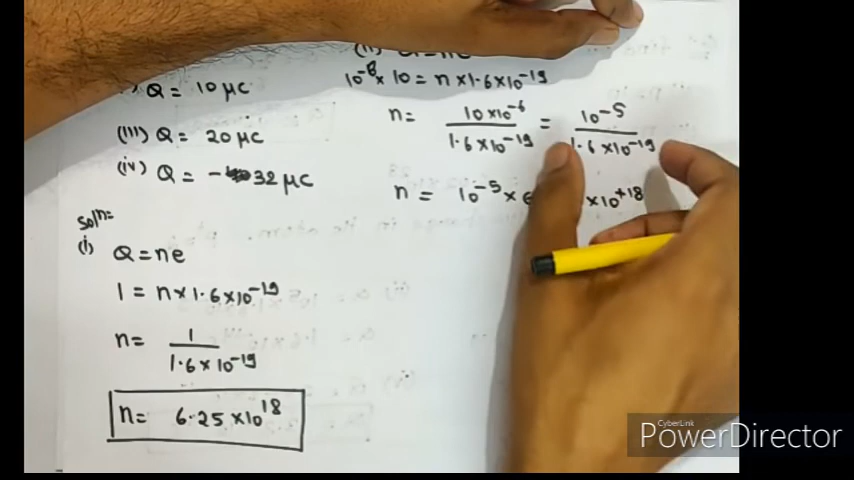 Q = 10 μC
(III) Q = 20 μC
(iv) Q = - 32 μC
Soln=
(i) Q = ne
1 = n × 1.6 × 10⁻¹⁹
n = 1 / 1.6 × 10⁻¹⁹
n = 6.25 × 10¹⁸
(ii)
10⁻⁶ × 10 = n × 1.6 × 10⁻¹⁹
n = 10 × 10⁻⁶ / 1.6 × 10⁻¹⁹ = 10⁻⁵ / 1.6 × 10⁻¹⁹
n = 10⁻⁵ × × 10⁺¹⁸
CyberLink
PowerDirector